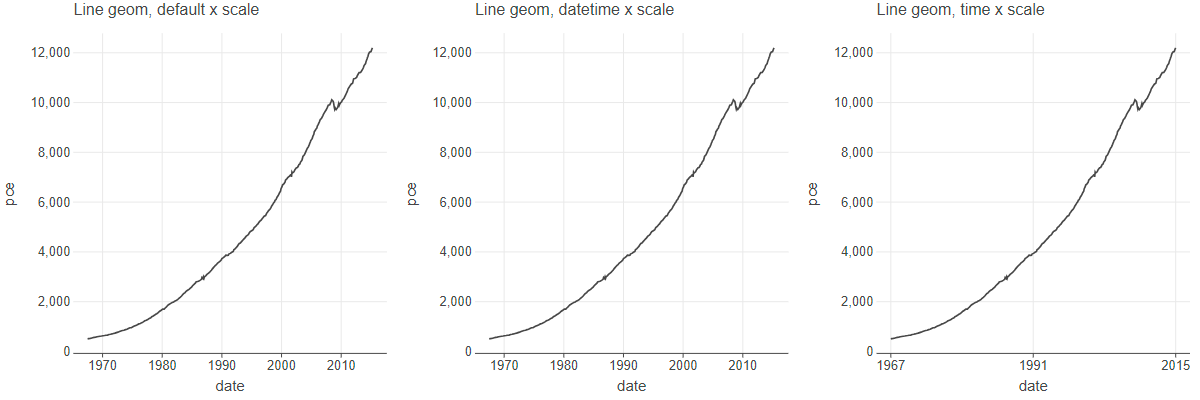 Line geom, default x scale
12,000
10,000
8,000
6,000
4,000
2,000
0
pce
1970 1980 1990 2000 2010
date
Line geom, datetime x scale
12,000
10,000
8,000
6,000
4,000
2,000
0
pce
1970 1980 1990 2000 2010
date
Line geom, time x scale
12,000
10,000
8,000
6,000
4,000
2,000
0
pce
1967 1991 2015
date